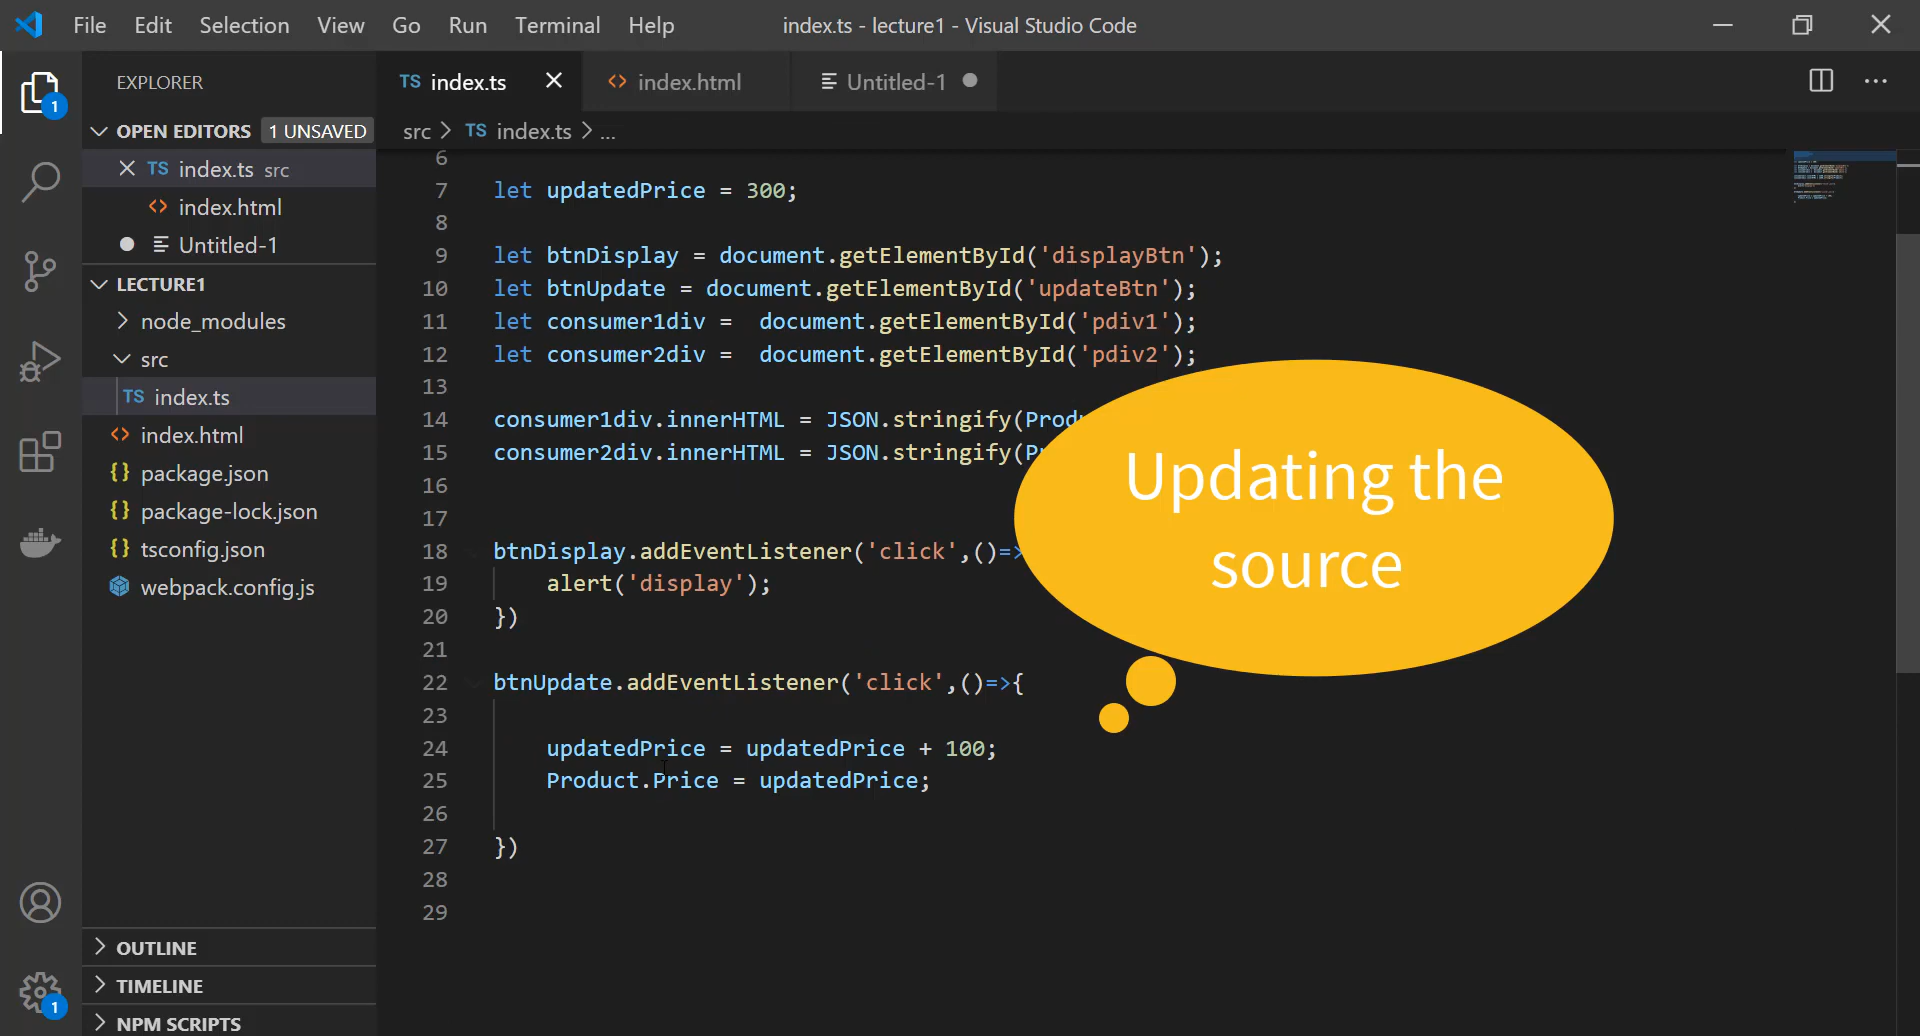 File Edit Selection View Go Run Terminal Help
index.ts - lecture1 - Visual Studio Code
EXPLORER
OPEN EDITORS 1 UNSAVED
TS index.ts src
<> index.html
Untitled-1
LECTURE1
node_modules
src
TS index.ts
<> index.html
{} package.json
{} package-lock.json
{} tsconfig.json
webpack.config.js
OUTLINE
TIMELINE
NPM SCRIPTS
1
1
TS index.ts
<> index.html
Untitled-1
src > TS index.ts > ...
6
7 let updatedPrice = 300;
8
9 let btnDisplay = document.getElementById('displayBtn');
10 let btnUpdate = document.getElementById('updateBtn');
11 let consumer1div =  document.getElementById('pdiv1');
12 let consumer2div =  document.getElementById('pdiv2');
13
14 consumer1div.innerHTML = JSON.stringify(Produ
15 consumer2div.innerHTML = JSON.stringify(P
16
17
18 btnDisplay.addEventListener('click',()=>
19 alert('display');
20 })
21
22 btnUpdate.addEventListener('click',()=>{
23
24 updatedPrice = updatedPrice + 100;
25 Product.Price = updatedPrice;
26
27 })
28
29
Updating the
source